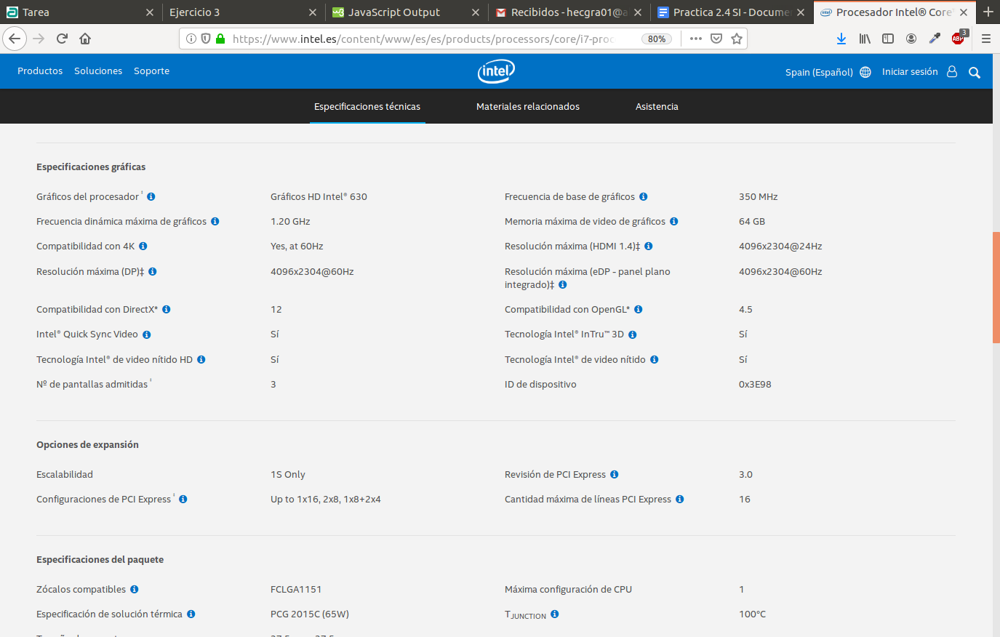 Tarea
Ejercicio 3
JavaScript Output
Recibidos - hecgra01@a
Practica 2.4 SI - Docume
Procesador Intel® Core
https://www.intel.es/content/www/es/es/products/processors/core/i7-proc
80%
ABP
3
Productos Soluciones Soporte
intel
Spain (Español)
Iniciar sesión
Especificaciones técnicas
Materiales relacionados
Asistencia
Especificaciones gráficas
Gráficos del procesador ‡ Gráficos HD Intel® 630 Frecuencia de base de gráficos 350 MHz
Frecuencia dinámica máxima de gráficos 1.20 GHz Memoria máxima de video de gráficos 64 GB
Compatibilidad con 4K Yes, at 60Hz Resolución máxima (HDMI 1.4)‡ 4096x2304@24Hz
Resolución máxima (DP)‡ 4096x2304@60Hz Resolución máxima (eDP - panel plano 4096x2304@60Hz
integrado)‡
Compatibilidad con DirectX* 12 Compatibilidad con OpenGL* 4.5
Intel® Quick Sync Video Sí Tecnología Intel® InTru™ 3D Sí
Tecnología Intel® de video nítido HD Sí Tecnología Intel® de video nítido Sí
Nº de pantallas admitidas ‡ 3 ID de dispositivo 0x3E98
Opciones de expansión
Escalabilidad 1S Only Revisión de PCI Express 3.0
Configuraciones de PCI Express ‡ Up to 1x16, 2x8, 1x8+2x4 Cantidad máxima de líneas PCI Express 16
Especificaciones del paquete
Zócalos compatibles FCLGA1151 Máxima configuración de CPU 1
Especificación de solución térmica PCG 2015C (65W) TJUNCTION 100°C